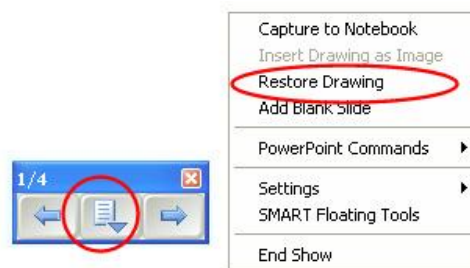 1/4
Capture to Notebook
Insert Drawing as Image
Restore Drawing
Add Blank Slide
PowerPoint Commands
Settings
SMART Floating Tools
End Show